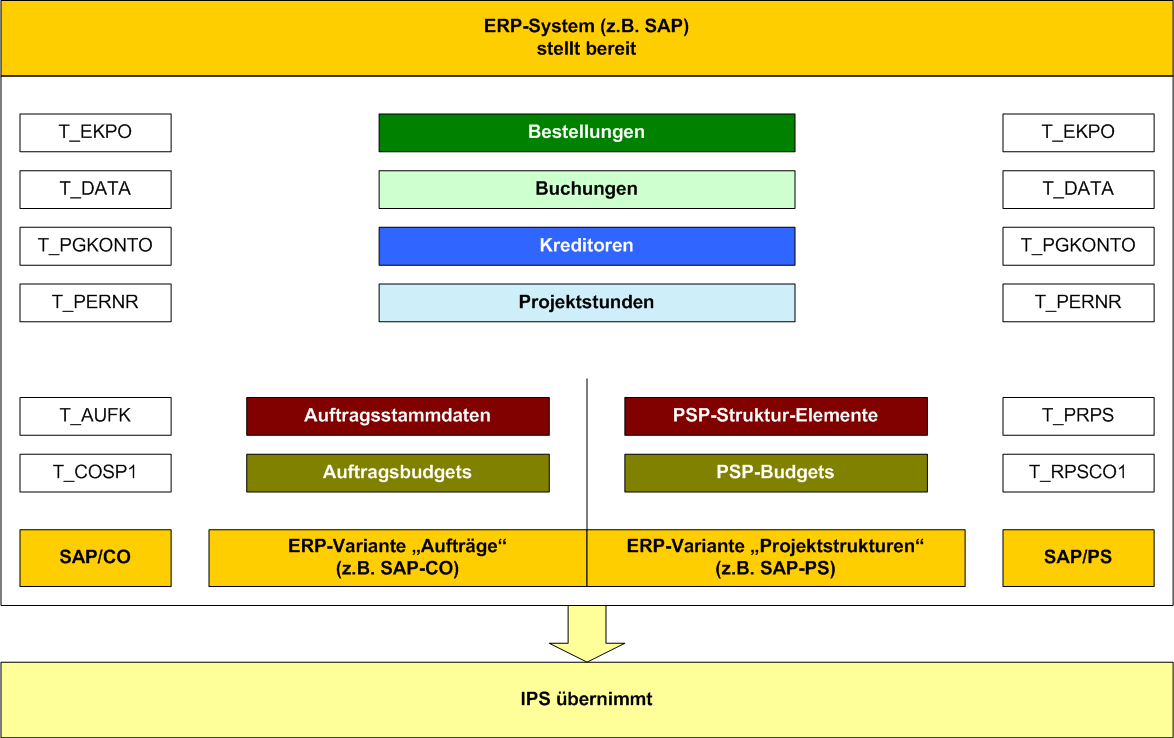 ERP-System (z.B. SAP)
stellt bereit
T_EKPO
Bestellungen
T_EKPO
T_DATA
Buchungen
T_DATA
T_PGKONTO
Kreditoren
T_PGKONTO
T_PERNR
Projektstunden
T_PERNR
T_AUFK
Auftragsstammdaten
PSP-Struktur-Elemente
T_PRPS
T_COSP1
Auftragsbudgets
PSP-Budgets
T_RPSCO1
SAP/CO
ERP-Variante „Aufträge“
(z.B. SAP-CO)
ERP-Variante „Projektstrukturen“
(z.B. SAP-PS)
SAP/PS
IPS übernimmt